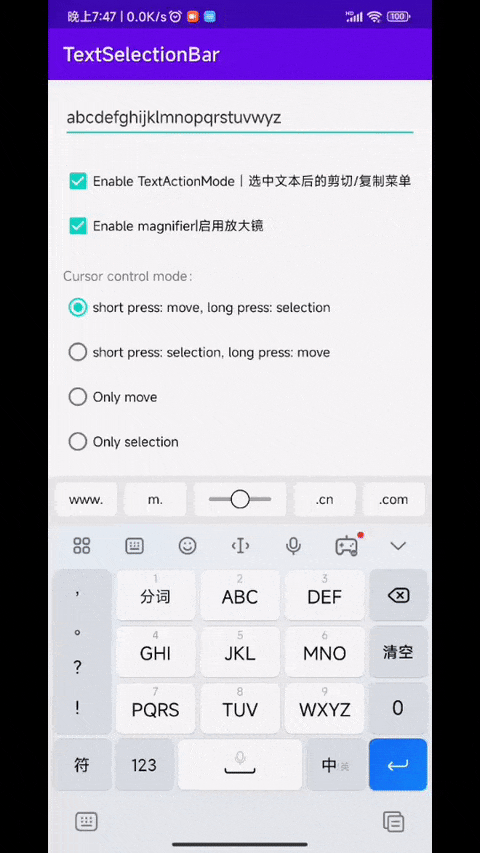 晚上7:47 | 0.0K/s
100
TextSelectionBar
abcdefghijklmnopqrstuvwyz
Enable TextActionMode | 选中文本后的剪切/复制菜单
Enable magnifier|启用放大镜
Cursor control mode:
short press: move, long press: selection
short press: selection, long press: move
Only move
Only selection
www.
m.
.cn
.com
,
。
?
!
1
分词
2
ABC
3
DEF
4
GHI
5
JKL
6
MNO
清空
7
PQRS
8
TUV
9
WXYZ
0
符
123
中/英